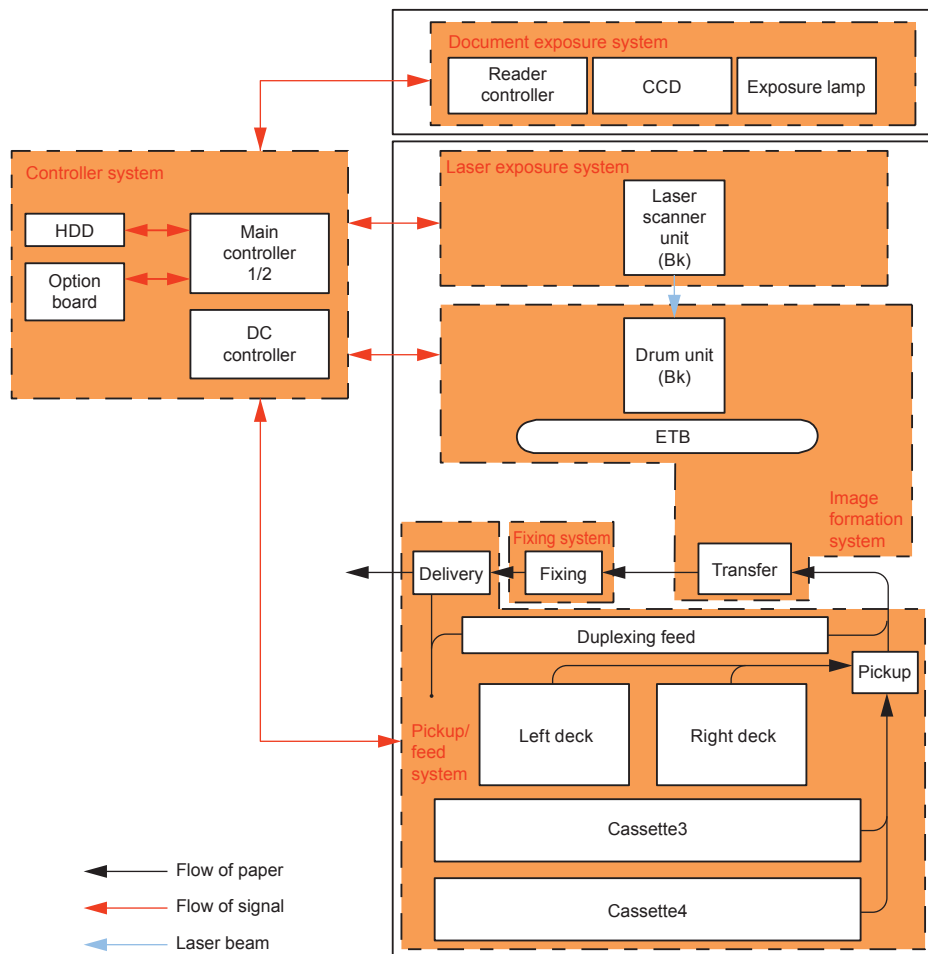 Document exposure system
Reader
controller
CCD
Exposure lamp
Controller system
HDD
Main
controller
1/2
Option
board
DC
controller
Laser exposure system
Laser
scanner
unit
(Bk)
Drum unit
(Bk)
ETB
Image
formation
system
Fixing system
Delivery
Fixing
Transfer
Duplexing feed
Pickup
Pickup/
feed
system
Left deck
Right deck
Cassette3
Cassette4
Flow of paper
Flow of signal
Laser beam